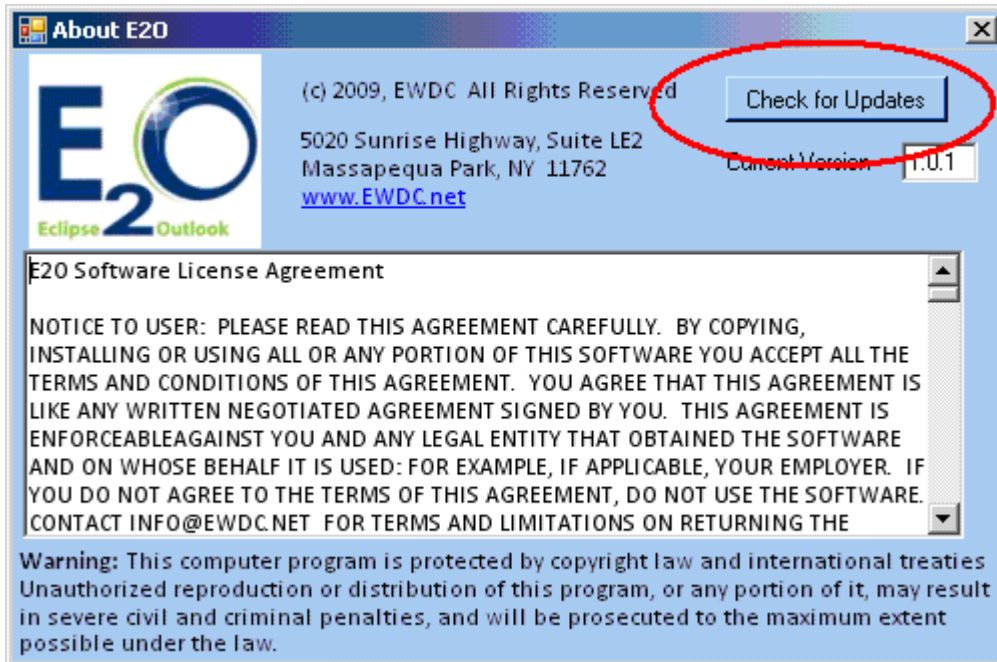 About E2O
E2O
Eclipse 2 Outlook
(c) 2009, EWDC All Rights Reserved
5020 Sunrise Highway, Suite LE2
Massapequa Park, NY 11762
www.EWDC.net
Check for Updates
Current Version 1.0.1
E2O Software License Agreement
NOTICE TO USER: PLEASE READ THIS AGREEMENT CAREFULLY. BY COPYING,
INSTALLING OR USING ALL OR ANY PORTION OF THIS SOFTWARE YOU ACCEPT ALL THE
TERMS AND CONDITIONS OF THIS AGREEMENT. YOU AGREE THAT THIS AGREEMENT IS
LIKE ANY WRITTEN NEGOTIATED AGREEMENT SIGNED BY YOU. THIS AGREEMENT IS
ENFORCEABLEAGAINST YOU AND ANY LEGAL ENTITY THAT OBTAINED THE SOFTWARE
AND ON WHOSE BEHALF IT IS USED: FOR EXAMPLE, IF APPLICABLE, YOUR EMPLOYER. IF
YOU DO NOT AGREE TO THE TERMS OF THIS AGREEMENT, DO NOT USE THE SOFTWARE.
CONTACT INFO@EWDC.NET FOR TERMS AND LIMITATIONS ON RETURNING THE
Warning: This computer program is protected by copyright law and international treaties
Unauthorized reproduction or distribution of this program, or any portion of it, may result
in severe civil and criminal penalties, and will be prosecuted to the maximum extent
possible under the law.